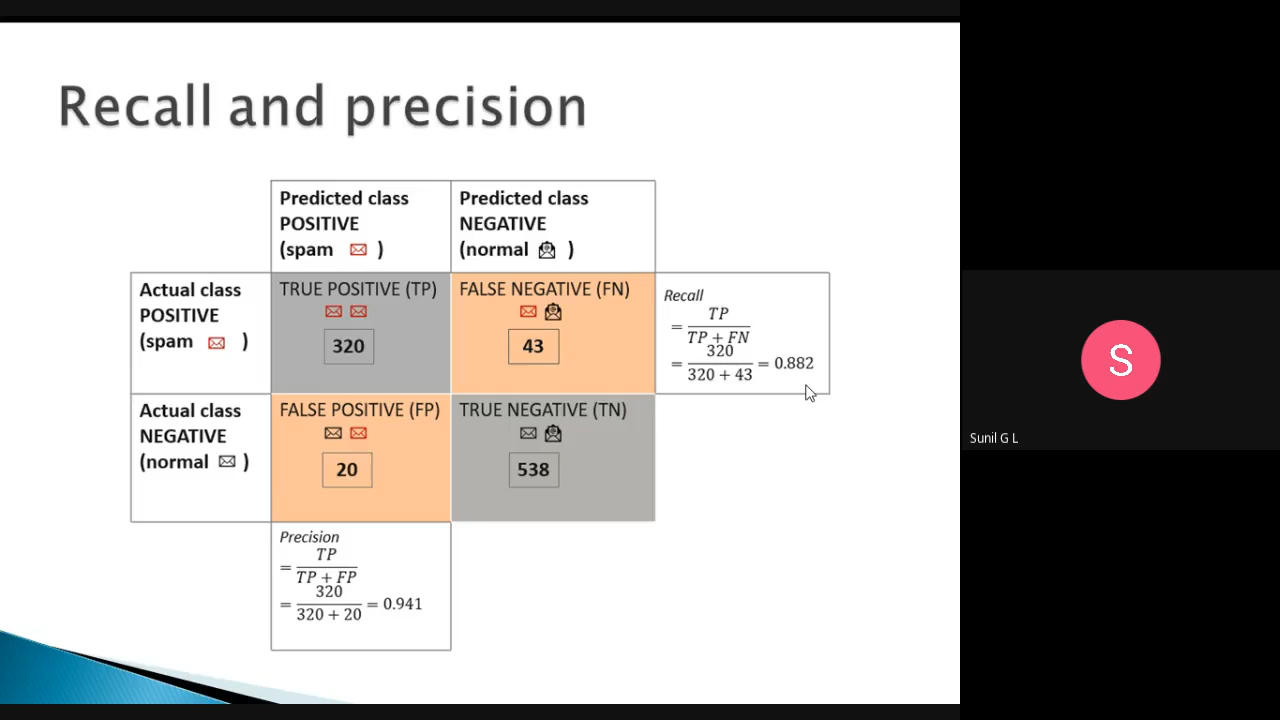 Recall and precision
Predicted class
POSITIVE
(spam )
Predicted class
NEGATIVE
(normal )
Actual class
POSITIVE
(spam )
TRUE POSITIVE (TP)
320
FALSE NEGATIVE (FN)
43
Recall
= TP / TP + FN
= 320 / 320 + 43 = 0.882
Actual class
NEGATIVE
(normal )
FALSE POSITIVE (FP)
20
TRUE NEGATIVE (TN)
538
Precision
= TP / TP + FP
= 320 / 320 + 20 = 0.941
S
Sunil G L